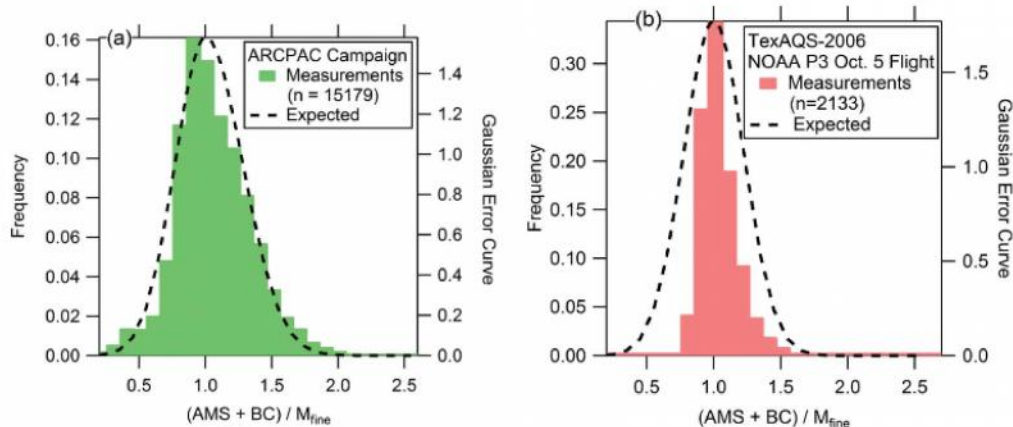 (a)
ARCPAC Campaign
Measurements
(n = 15179)
Expected
Frequency
0.16
0.14
0.12
0.10
0.08
0.06
0.04
0.02
0.00
1.4
1.2
1.0
0.8
0.6
0.4
0.2
0.0
Gaussian Error Curve
0.5 1.0 1.5 2.0 2.5
(AMS + BC) / Mfine
(b)
TexAQS-2006
NOAA P3 Oct. 5 Flight
Measurements
(n=2133)
Expected
Frequency
0.30
0.25
0.20
0.15
0.10
0.05
0.00
1.5
1.0
0.5
0.0
Gaussian Error Curve
0.5 1.0 1.5 2.0 2.5
(AMS + BC) / Mfine